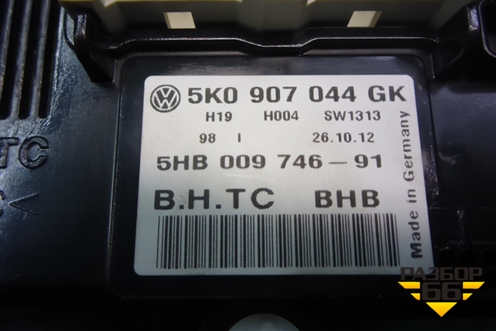 TC
C<
5K0 907 044 GK
H19 H004 SW1313
98 I 26.10.12
5HB 009 746-91
B.H.TC BHB
Made in Germany
РАЗБОР
66